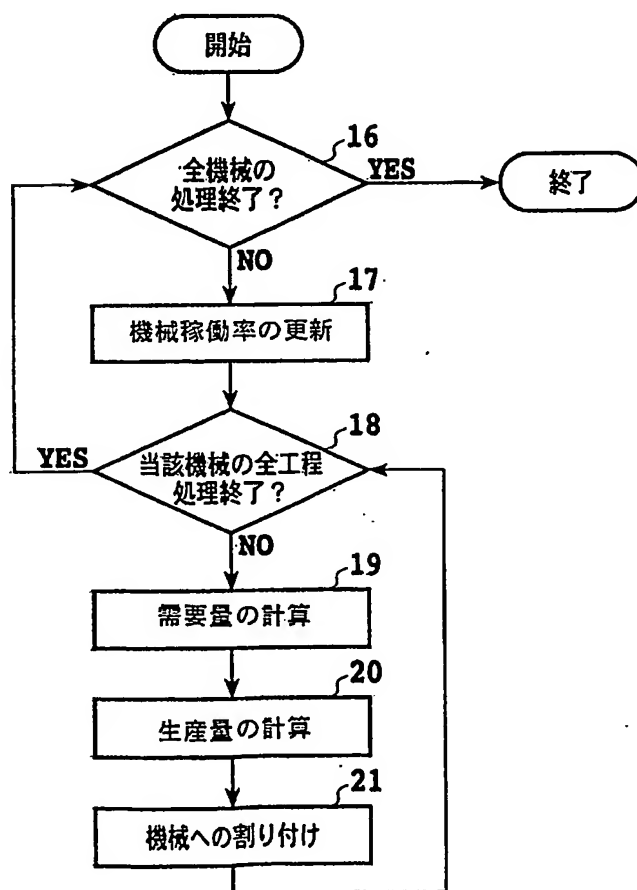 開始
16
全機械の
処理終了?
YES
終了
NO
17
機械稼働率の更新
18
YES
当該機械の全工程
処理終了?
NO
19
需要量の計算
20
生産量の計算
21
機械への割り付け